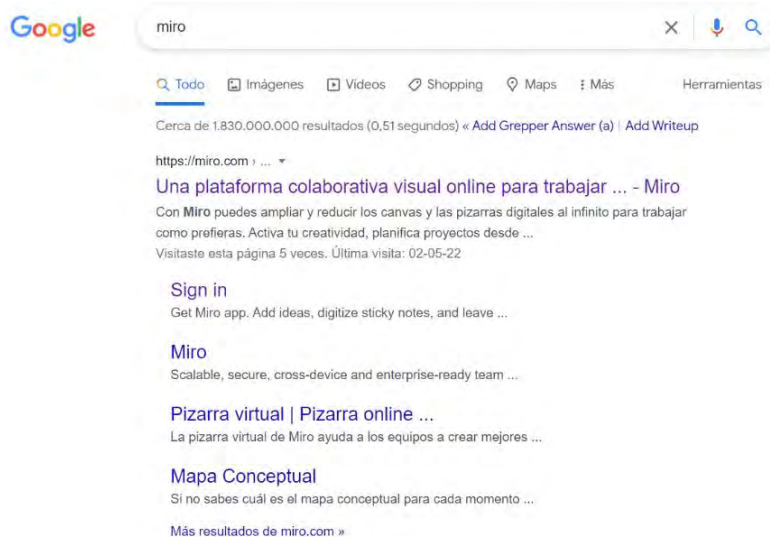 Google
miro
Todo Imágenes Vídeos Shopping Maps Más Herramientas
Cerca de 1.830.000.000 resultados (0,51 segundos) « Add Grepper Answer (a) | Add Writeup
https://miro.com › ...
Una plataforma colaborativa visual online para trabajar ... - Miro
Con Miro puedes ampliar y reducir los canvas y las pizarras digitales al infinito para trabajar
como prefieras. Activa tu creatividad, planifica proyectos desde ...
Visitaste esta página 5 veces. Última visita: 02-05-22
Sign in
Get Miro app. Add ideas, digitize sticky notes, and leave ...
Miro
Scalable, secure, cross-device and enterprise-ready team ...
Pizarra virtual | Pizarra online ...
La pizarra virtual de Miro ayuda a los equipos a crear mejores ...
Mapa Conceptual
Si no sabes cuál es el mapa conceptual para cada momento ...
Más resultados de miro.com »